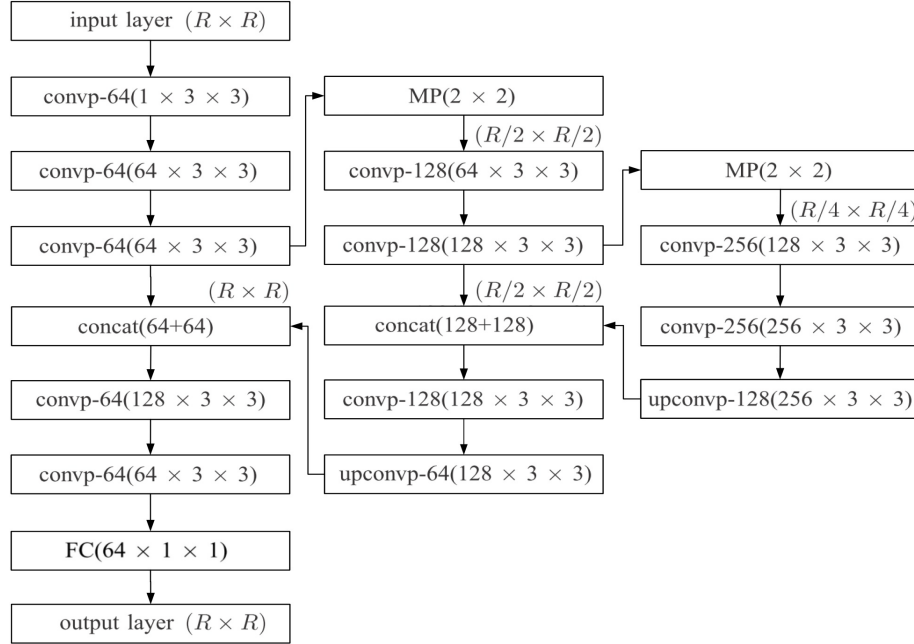 input layer (R × R)
convp-64(1 × 3 × 3)
convp-64(64 × 3 × 3)
convp-64(64 × 3 × 3)
(R × R)
concat(64+64)
convp-64(128 × 3 × 3)
convp-64(64 × 3 × 3)
FC(64 × 1 × 1)
output layer (R × R)
MP(2 × 2)
(R/2 × R/2)
convp-128(64 × 3 × 3)
convp-128(128 × 3 × 3)
(R/2 × R/2)
concat(128+128)
convp-128(128 × 3 × 3)
upconvp-64(128 × 3 × 3)
MP(2 × 2)
(R/4 × R/4)
convp-256(128 × 3 × 3)
convp-256(256 × 3 × 3)
upconvp-128(256 × 3 × 3)